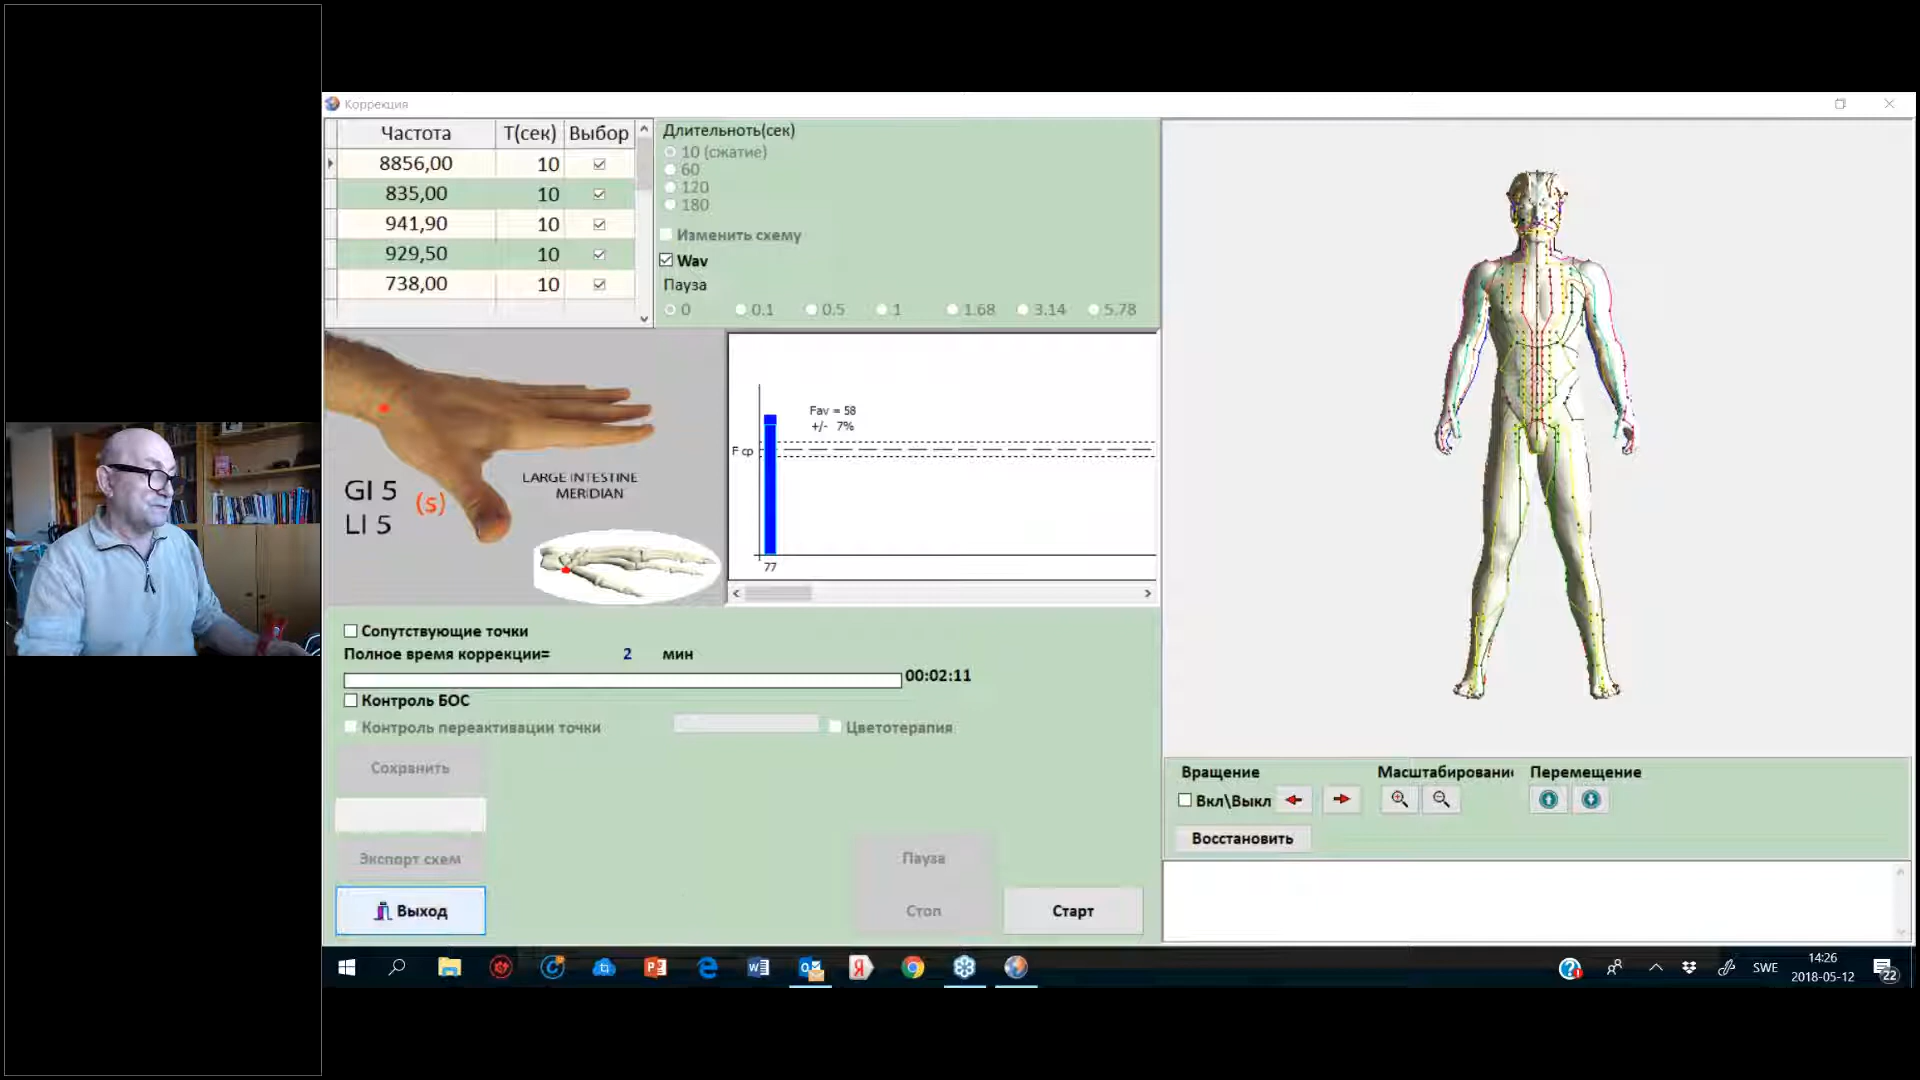 Коррекция
Частота T(сек) Выбор
8856,00 10
835,00 10
941,90 10
929,50 10
738,00 10
Длительноть(сек)
10 (сжатие)
60
120
180
Изменить схему
Wav
Пауза
0 0.1 0.5 1 1.68 3.14 5.78
GI 5
LI 5
(s)
LARGE INTESTINE
MERIDIAN
Fav = 58
+/- 7%
F ср
77
Сопутствующие точки
Полное время коррекции= 2 мин
00:02:11
Контроль БОС
Контроль переактивации точки
Цветотерапия
Сохранить
Экспорт схем
Выход
Пауза
Стоп
Старт
Вращение
Вкл\Выкл
Масштабировани
Перемещение
Восстановить
SWE
14:26
2018-05-12
22